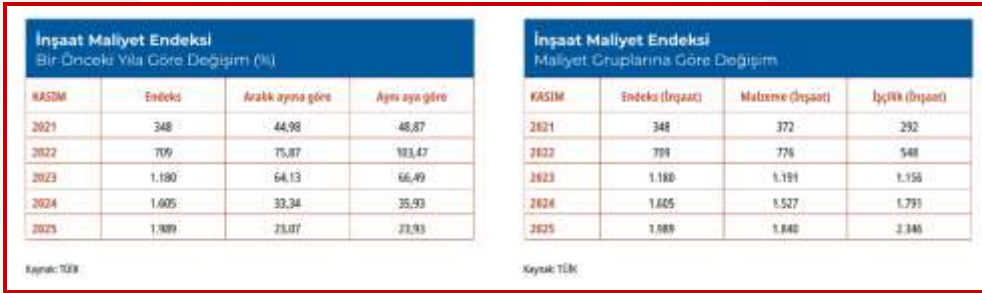 İnşaat Maliyet Endeksi
Bir Önceki Yıla Göre Değişim (%)
KASIM Endeks Aralık ayına göre Aynı aya göre
2021 348 44,98 48,87
2022 709 75,87 103,47
2023 1.180 64,13 66,49
2024 1.605 33,34 35,93
2025 1.989 23,07 23,93
Kaynak: TÜİK
İnşaat Maliyet Endeksi
Maliyet Gruplarına Göre Değişim
KASIM Endeks (İnşaat) Malzeme (İnşaat) İşçilik (İnşaat)
2021 348 372 292
2022 709 776 548
2023 1.180 1.191 1.156
2024 1.605 1.527 1.791
2025 1.989 1.840 2.346
Kaynak: TÜİK